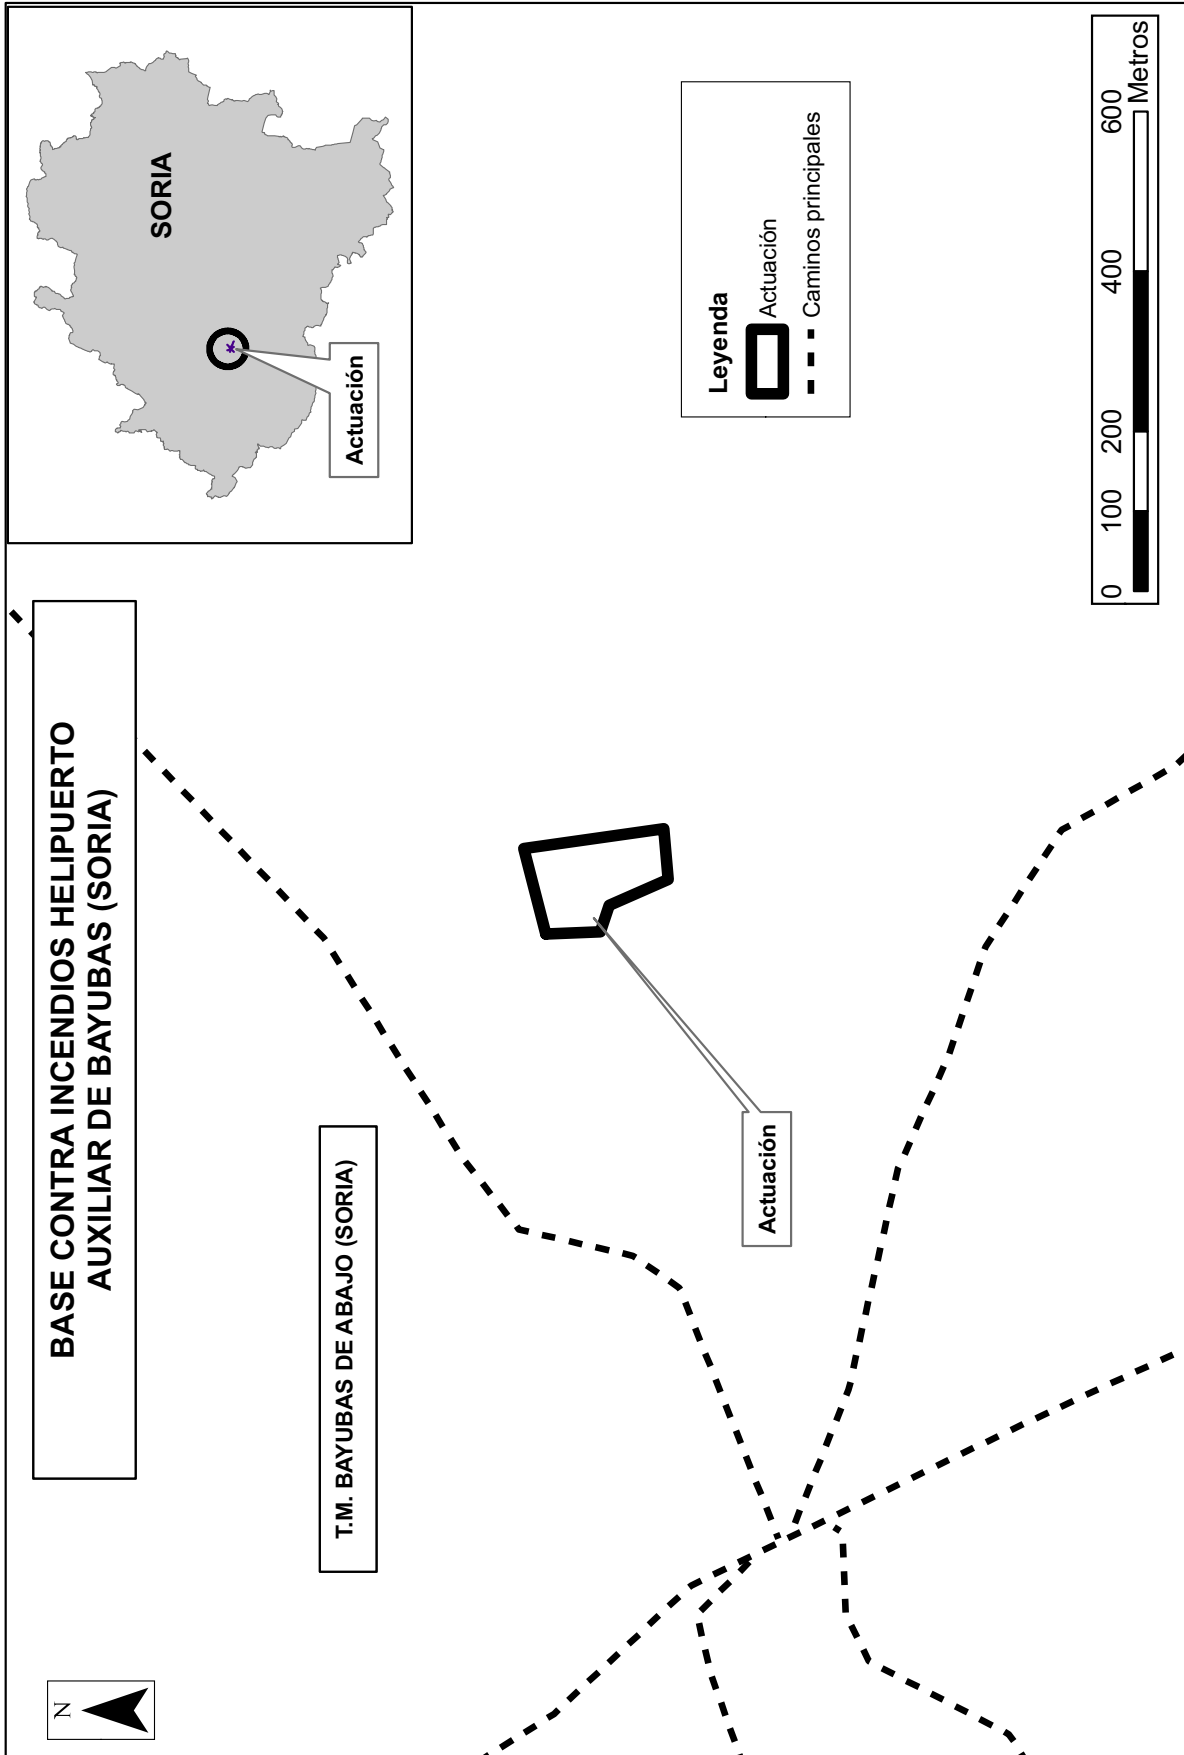 N
BASE CONTRA INCENDIOS HELIPUERTO
AUXILIAR DE BAYUBAS (SORIA)
SORIA
Actuación
T.M. BAYUBAS DE ABAJO (SORIA)
Actuación
Leyenda
Actuación
Caminos principales
0 100 200 400 600
Metros